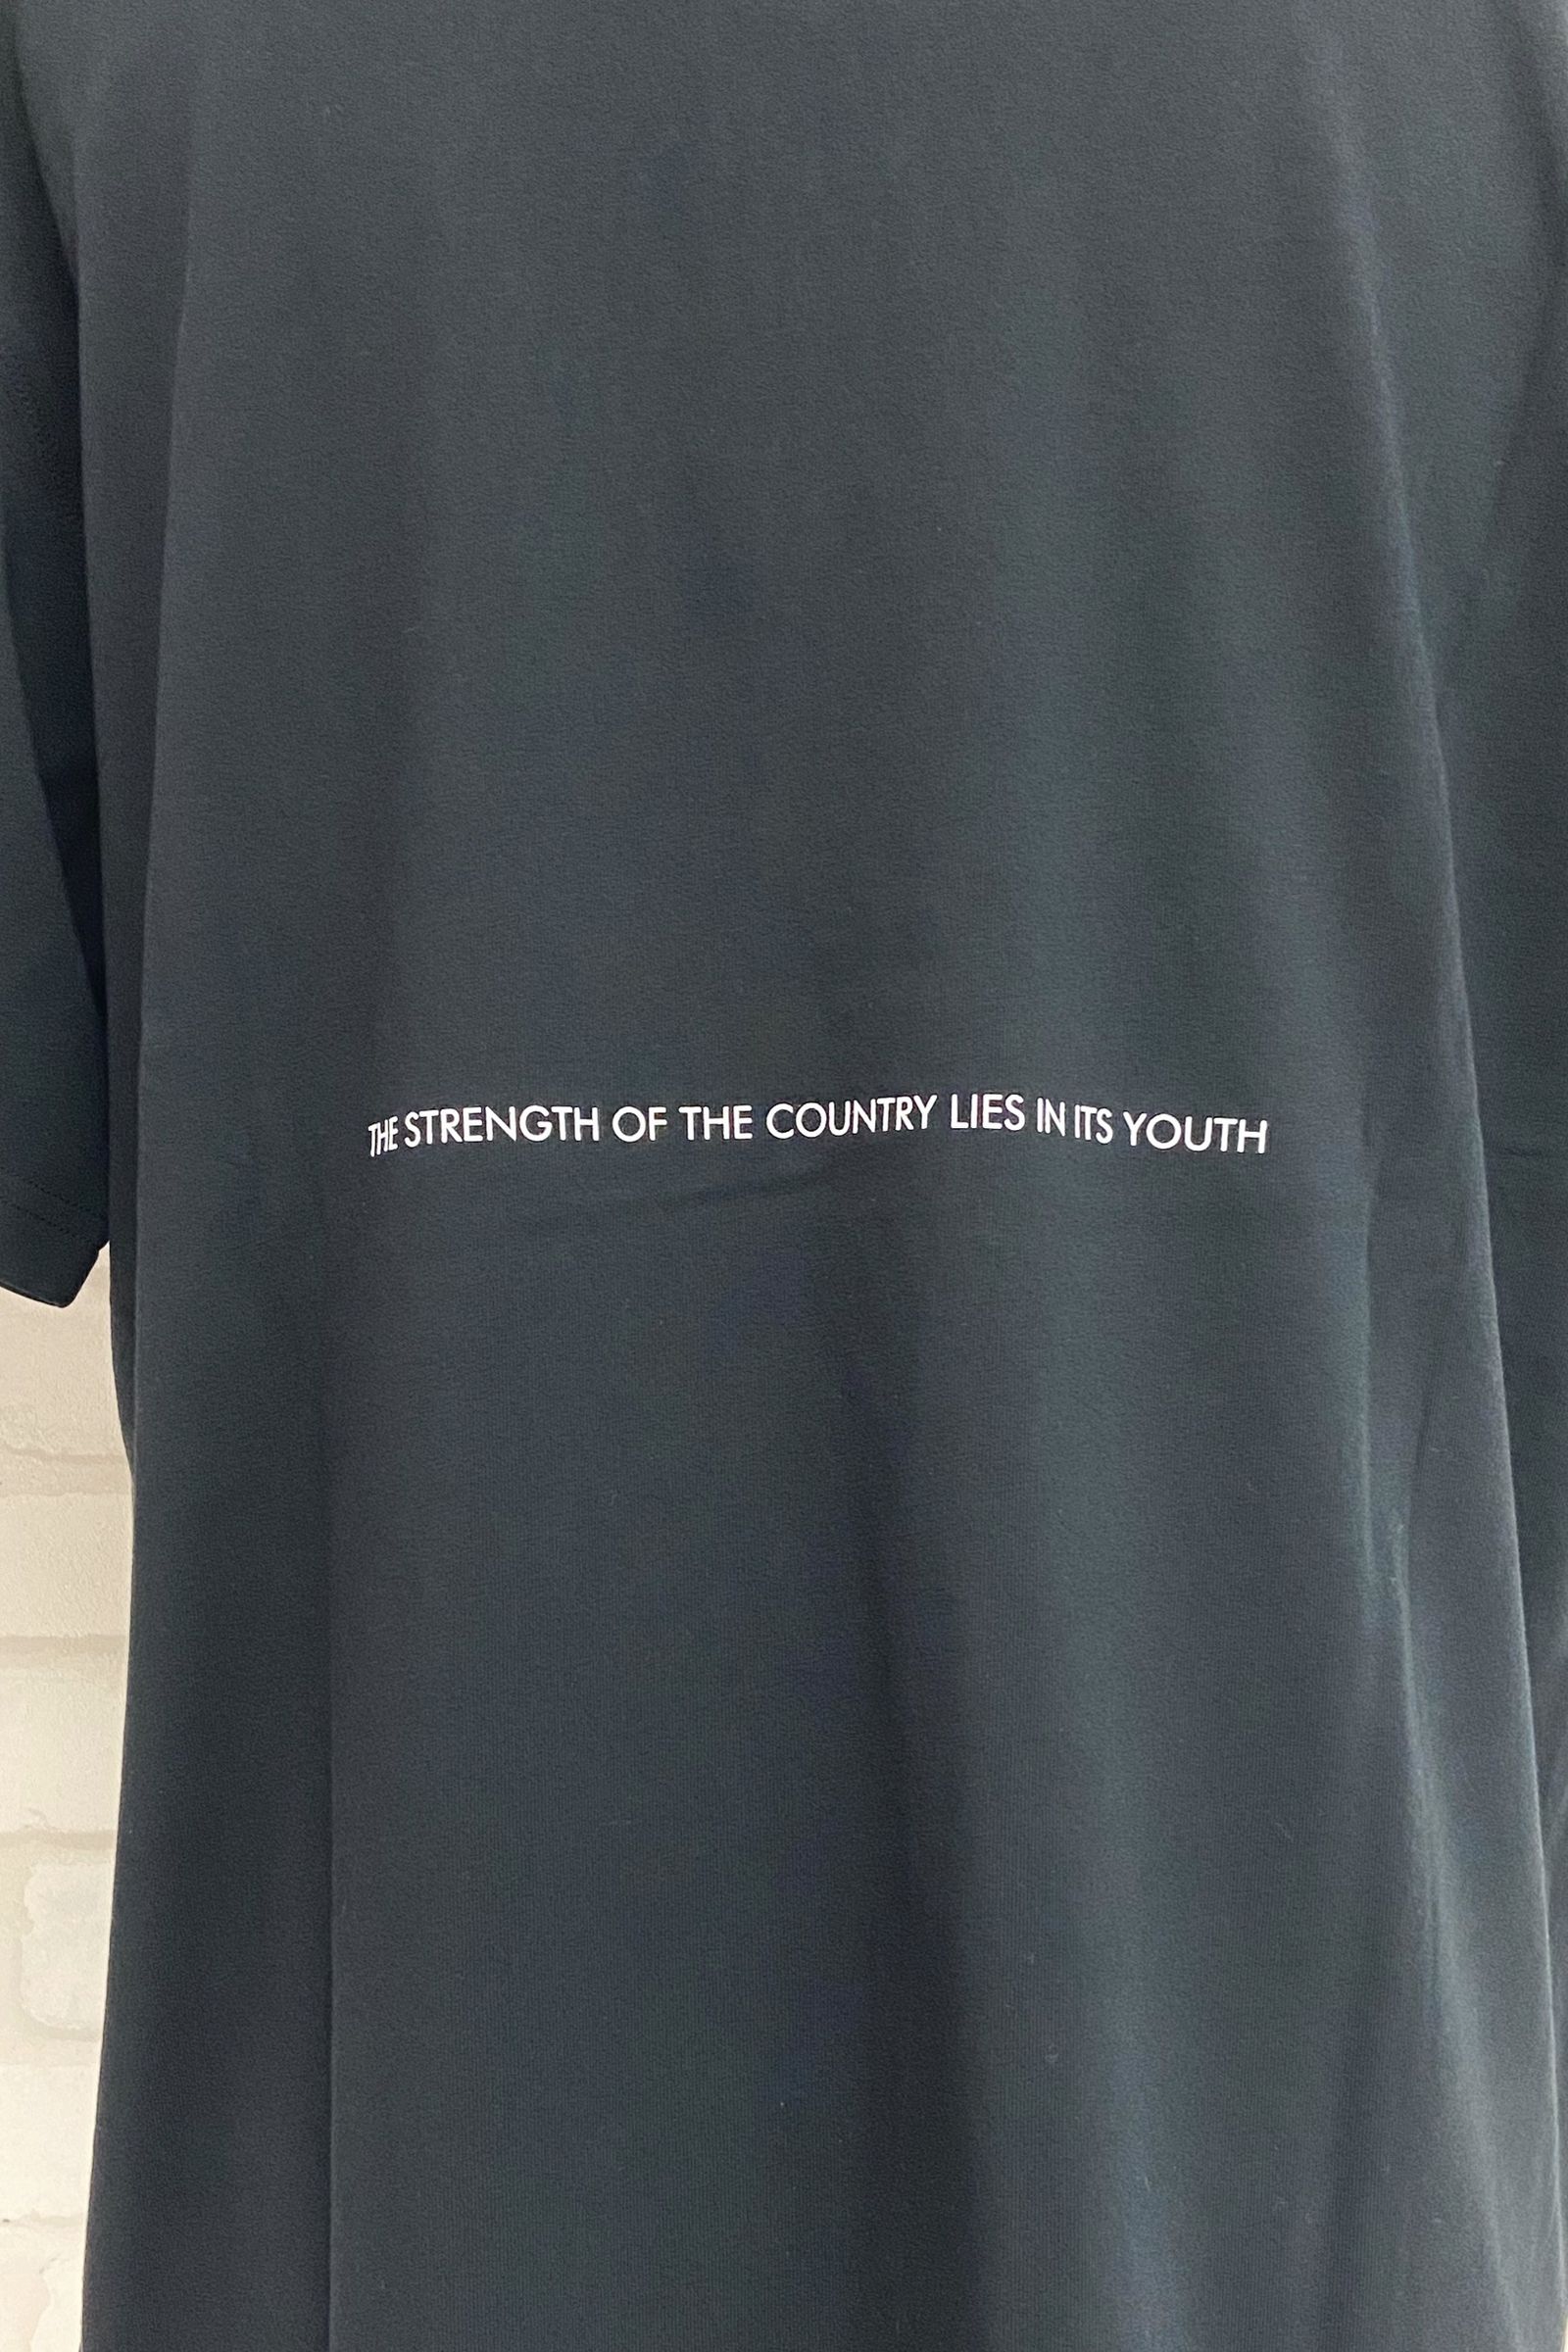 THE STRENGTH OF THE COUNTRY LIES IN ITS YOUTH